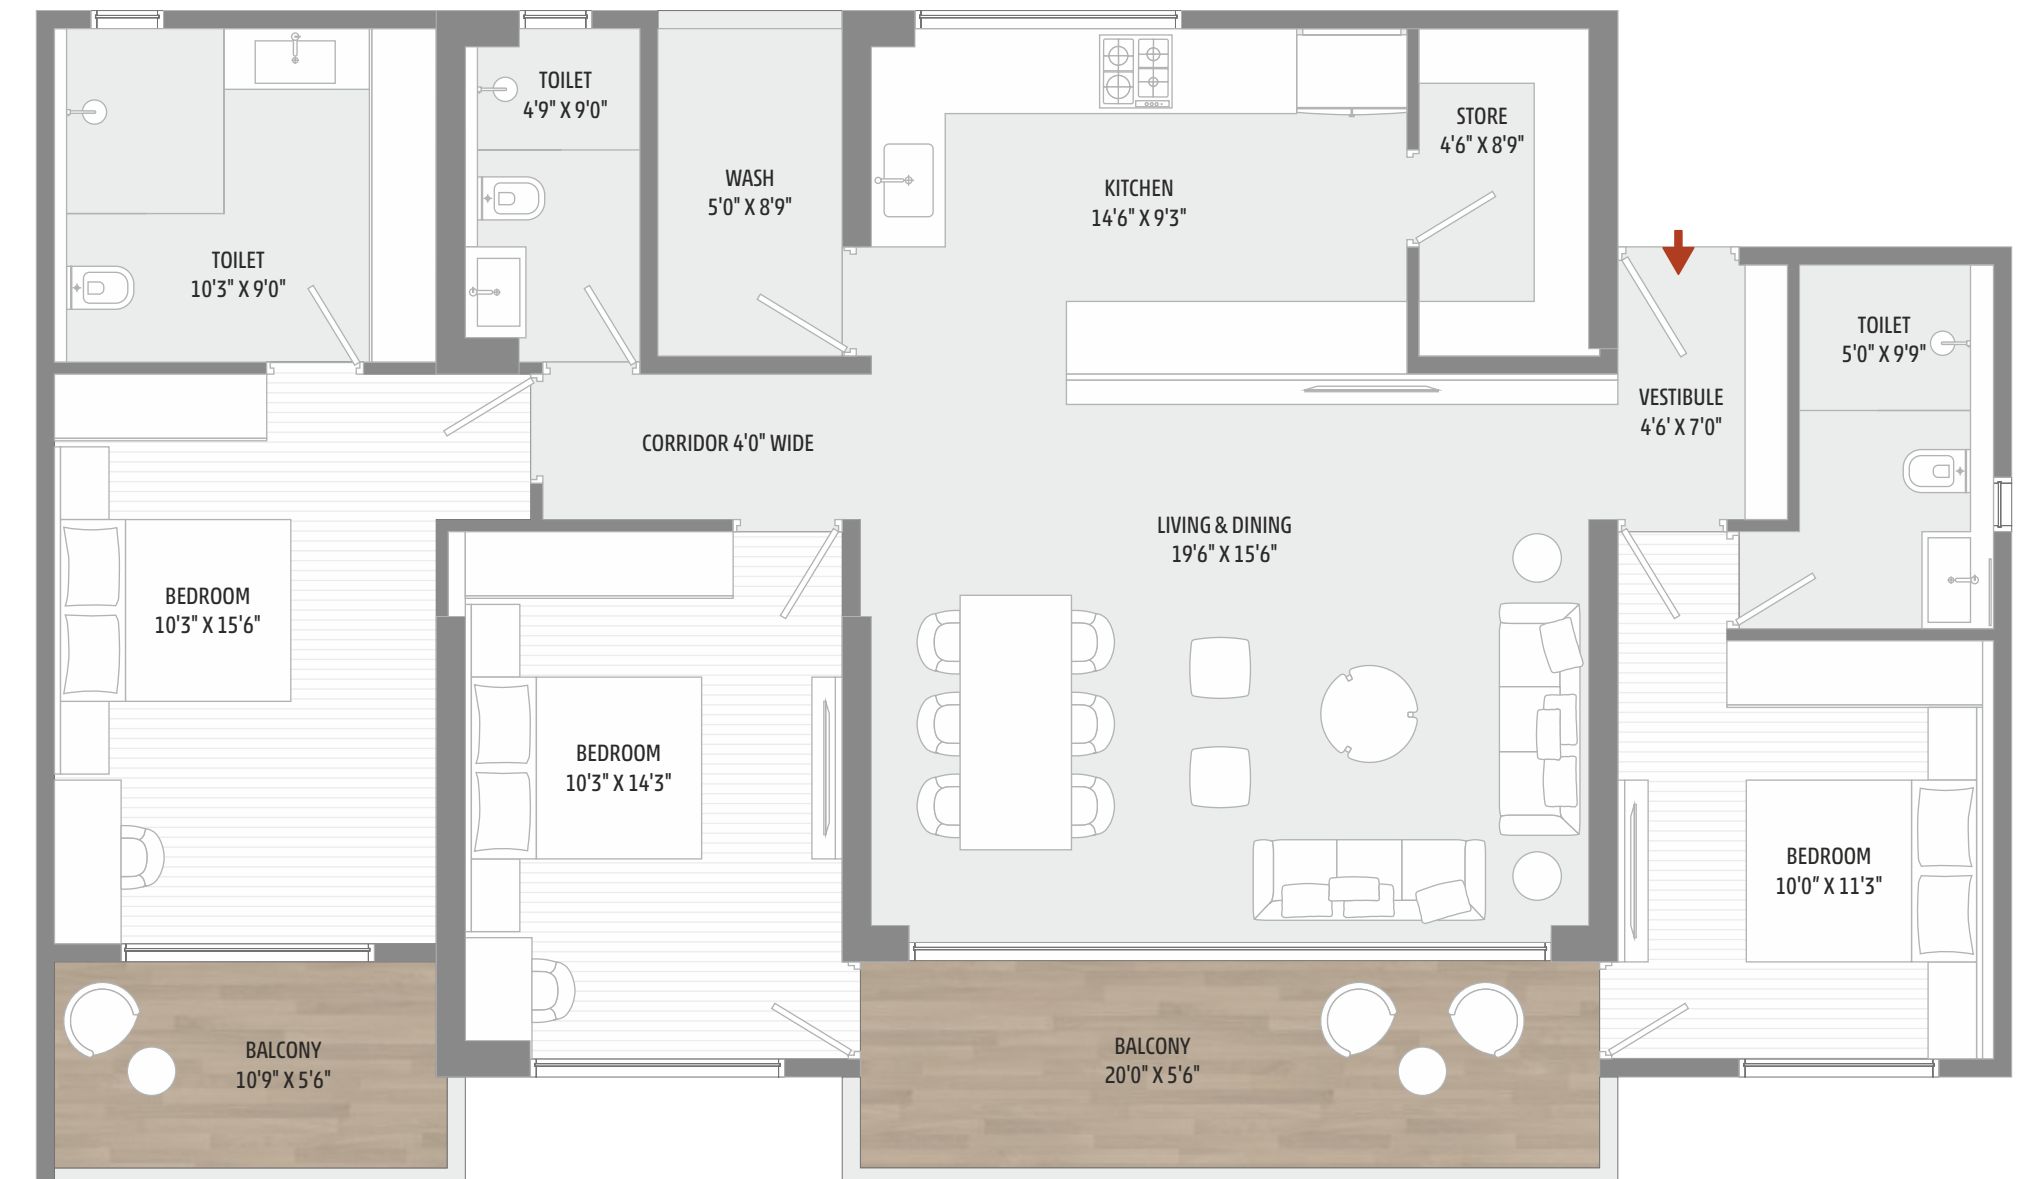 TOILET
4'9" X 9'0"
STORE
4'6" X 8'9"
WASH
5'0" X 8'9"
KITCHEN
14'6" X 9'3"
TOILET
10'3" X 9'0"
TOILET
5'0" X 9'9"
VESTIBULE
4'6' X 7'0"
CORRIDOR 4'0" WIDE
LIVING & DINING
19'6" X 15'6"
BEDROOM
10'3" X 15'6"
BEDROOM
10'3" X 14'3"
BEDROOM
10'0" X 11'3"
BALCONY
10'9" X 5'6"
BALCONY
20'0" X 5'6"